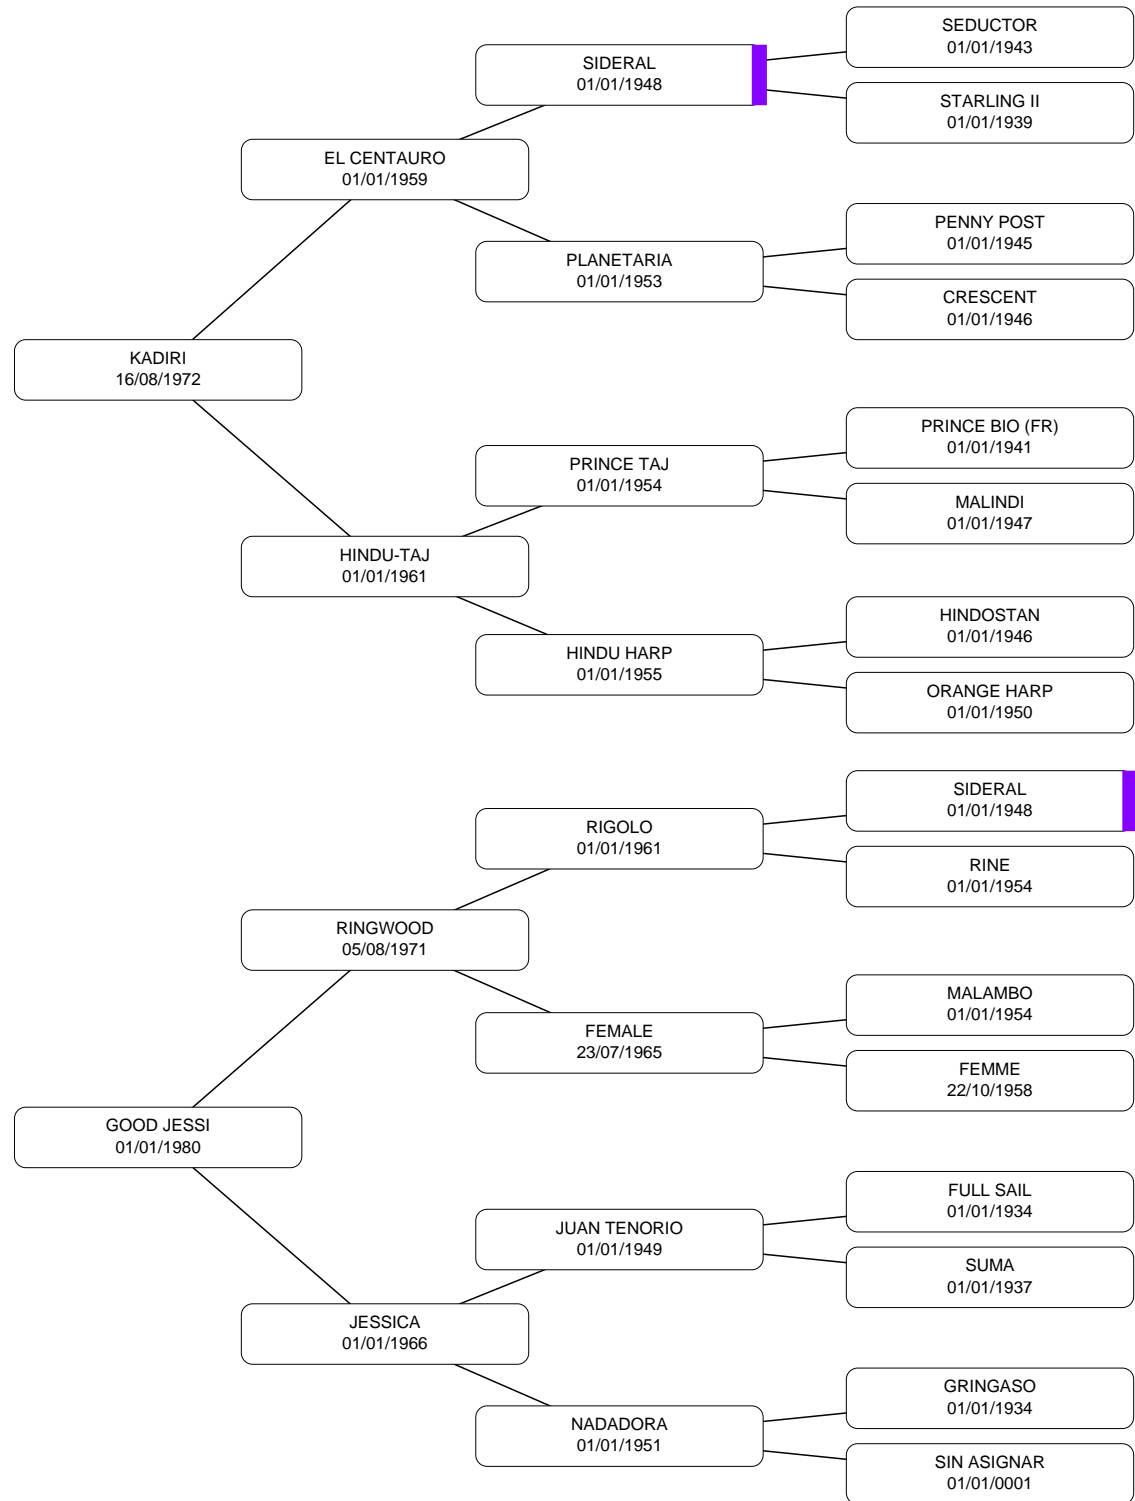 SEDUCTOR
01/01/1943
SIDERAL
01/01/1948
STARLING II
01/01/1939
EL CENTAURO
01/01/1959
PENNY POST
01/01/1945
PLANETARIA
01/01/1953
CRESCENT
01/01/1946
KADIRI
16/08/1972
PRINCE BIO (FR)
01/01/1941
PRINCE TAJ
01/01/1954
MALINDI
01/01/1947
HINDU-TAJ
01/01/1961
HINDOSTAN
01/01/1946
HINDU HARP
01/01/1955
ORANGE HARP
01/01/1950
SIDERAL
01/01/1948
RIGOLO
01/01/1961
RINE
01/01/1954
RINGWOOD
05/08/1971
MALAMBO
01/01/1954
FEMALE
23/07/1965
FEMME
22/10/1958
GOOD JESSI
01/01/1980
FULL SAIL
01/01/1934
JUAN TENORIO
01/01/1949
SUMA
01/01/1937
JESSICA
01/01/1966
GRINGASO
01/01/1934
NADADORA
01/01/1951
SIN ASIGNAR
01/01/0001